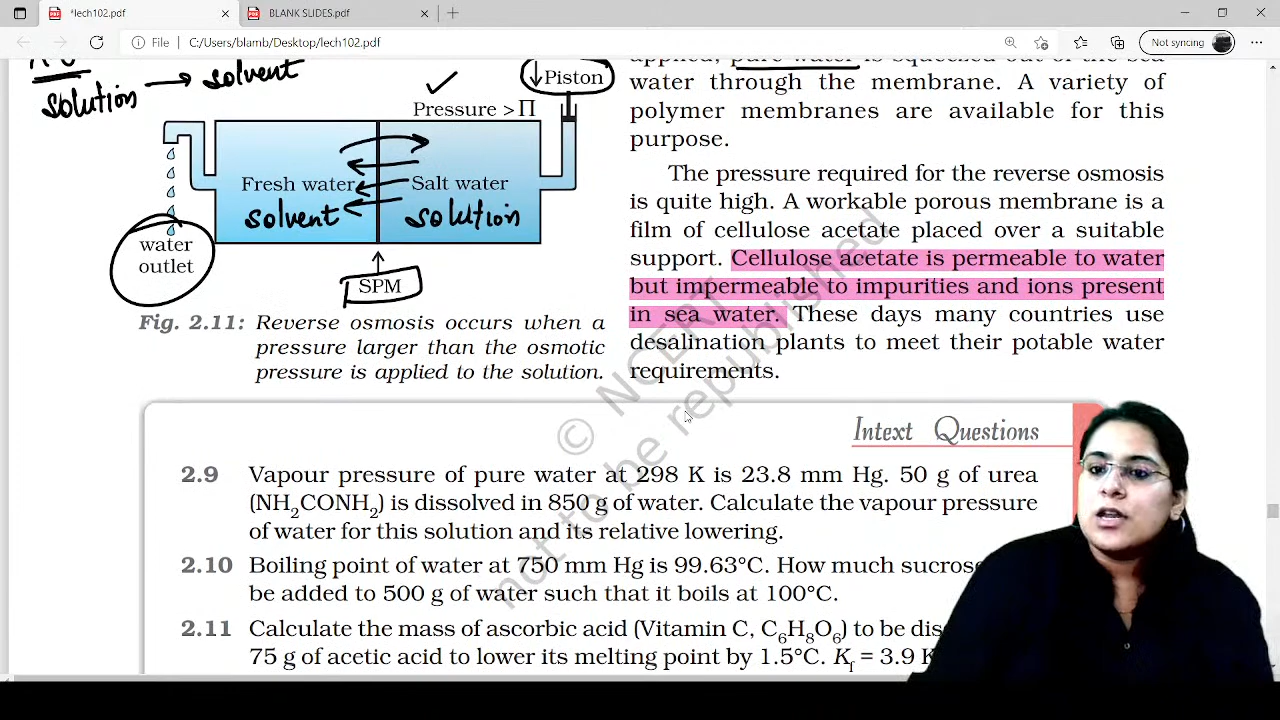 *lech102.pdf
BLANK SLIDES.pdf
File
C:/Users/blamb/Desktop/lech102.pdf
Not syncing
solution → solvent
Piston
Pressure > Π
Fresh water
Salt water
solvent
solution
water
outlet
SPM
Fig. 2.11: Reverse osmosis occurs when a
pressure larger than the osmotic
pressure is applied to the solution.
applied, pure water is squeezed out of the sea
water through the membrane. A variety of
polymer membranes are available for this
purpose.
The pressure required for the reverse osmosis
is quite high. A workable porous membrane is a
film of cellulose acetate placed over a suitable
support. Cellulose acetate is permeable to water
but impermeable to impurities and ions present
in sea water. These days many countries use
desalination plants to meet their potable water
requirements.
© NCERT
not to be republished
Intext Questions
2.9 Vapour pressure of pure water at 298 K is 23.8 mm Hg. 50 g of urea
(NH₂CONH₂) is dissolved in 850 g of water. Calculate the vapour pressure
of water for this solution and its relative lowering.
2.10 Boiling point of water at 750 mm Hg is 99.63°C. How much sucrose
be added to 500 g of water such that it boils at 100°C.
2.11 Calculate the mass of ascorbic acid (Vitamin C, C₆H₈O₆) to be
75 g of acetic acid to lower its melting point by 1.5°C. K_f = 3.9 K